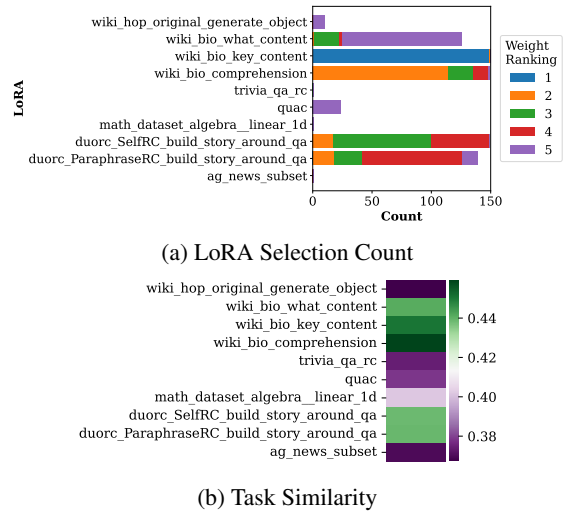 wiki_hop_original_generate_object
wiki_bio_what_content
wiki_bio_key_content
wiki_bio_comprehension
trivia_qa_rc
quac
math_dataset_algebra__linear_1d
duorc_SelfRC_build_story_around_qa
duorc_ParaphraseRC_build_story_around_qa
ag_news_subset
LoRA
0 50 100 150
Count
Weight
Ranking
1
2
3
4
5
(a) LoRA Selection Count
wiki_hop_original_generate_object
wiki_bio_what_content
wiki_bio_key_content
wiki_bio_comprehension
trivia_qa_rc
quac
math_dataset_algebra__linear_1d
duorc_SelfRC_build_story_around_qa
duorc_ParaphraseRC_build_story_around_qa
ag_news_subset
0.44
0.42
0.40
0.38
(b) Task Similarity